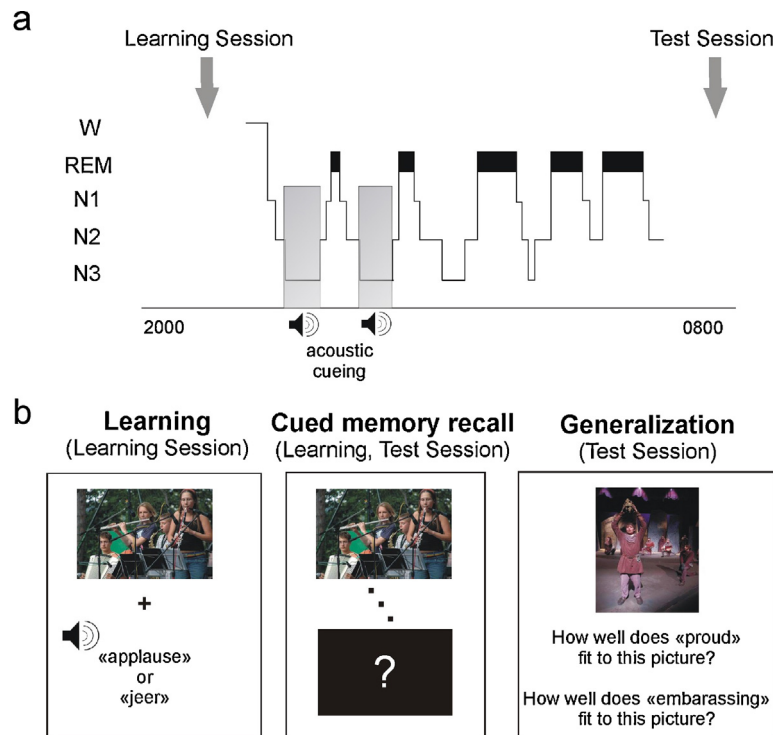 a
Learning Session
Test Session
W
REM
N1
N2
N3
2000
0800
acoustic
cueing
b
Learning
(Learning Session)
Cued memory recall
(Learning, Test Session)
Generalization
(Test Session)
+
«applause»
or
«jeer»
?
How well does «proud»
fit to this picture?
How well does «embarassing»
fit to this picture?